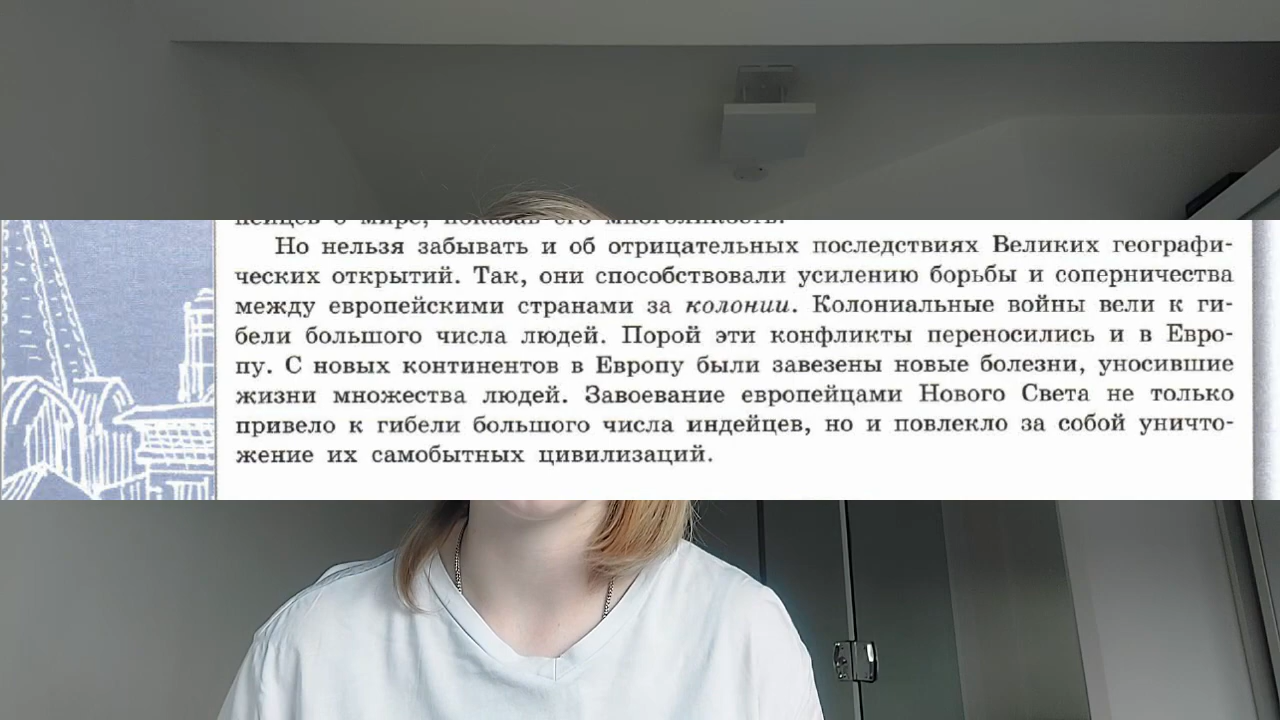 Но нельзя забывать и об отрицательных последствиях Великих географи-
ческих открытий. Так, они способствовали усилению борьбы и соперничества
между европейскими странами за колонии. Колониальные войны вели к ги-
бели большого числа людей. Порой эти конфликты переносились и в Евро-
пу. С новых континентов в Европу были завезены новые болезни, уносившие
жизни множества людей. Завоевание европейцами Нового Света не только
привело к гибели большого числа индейцев, но и повлекло за собой уничто-
жение их самобытных цивилизаций.